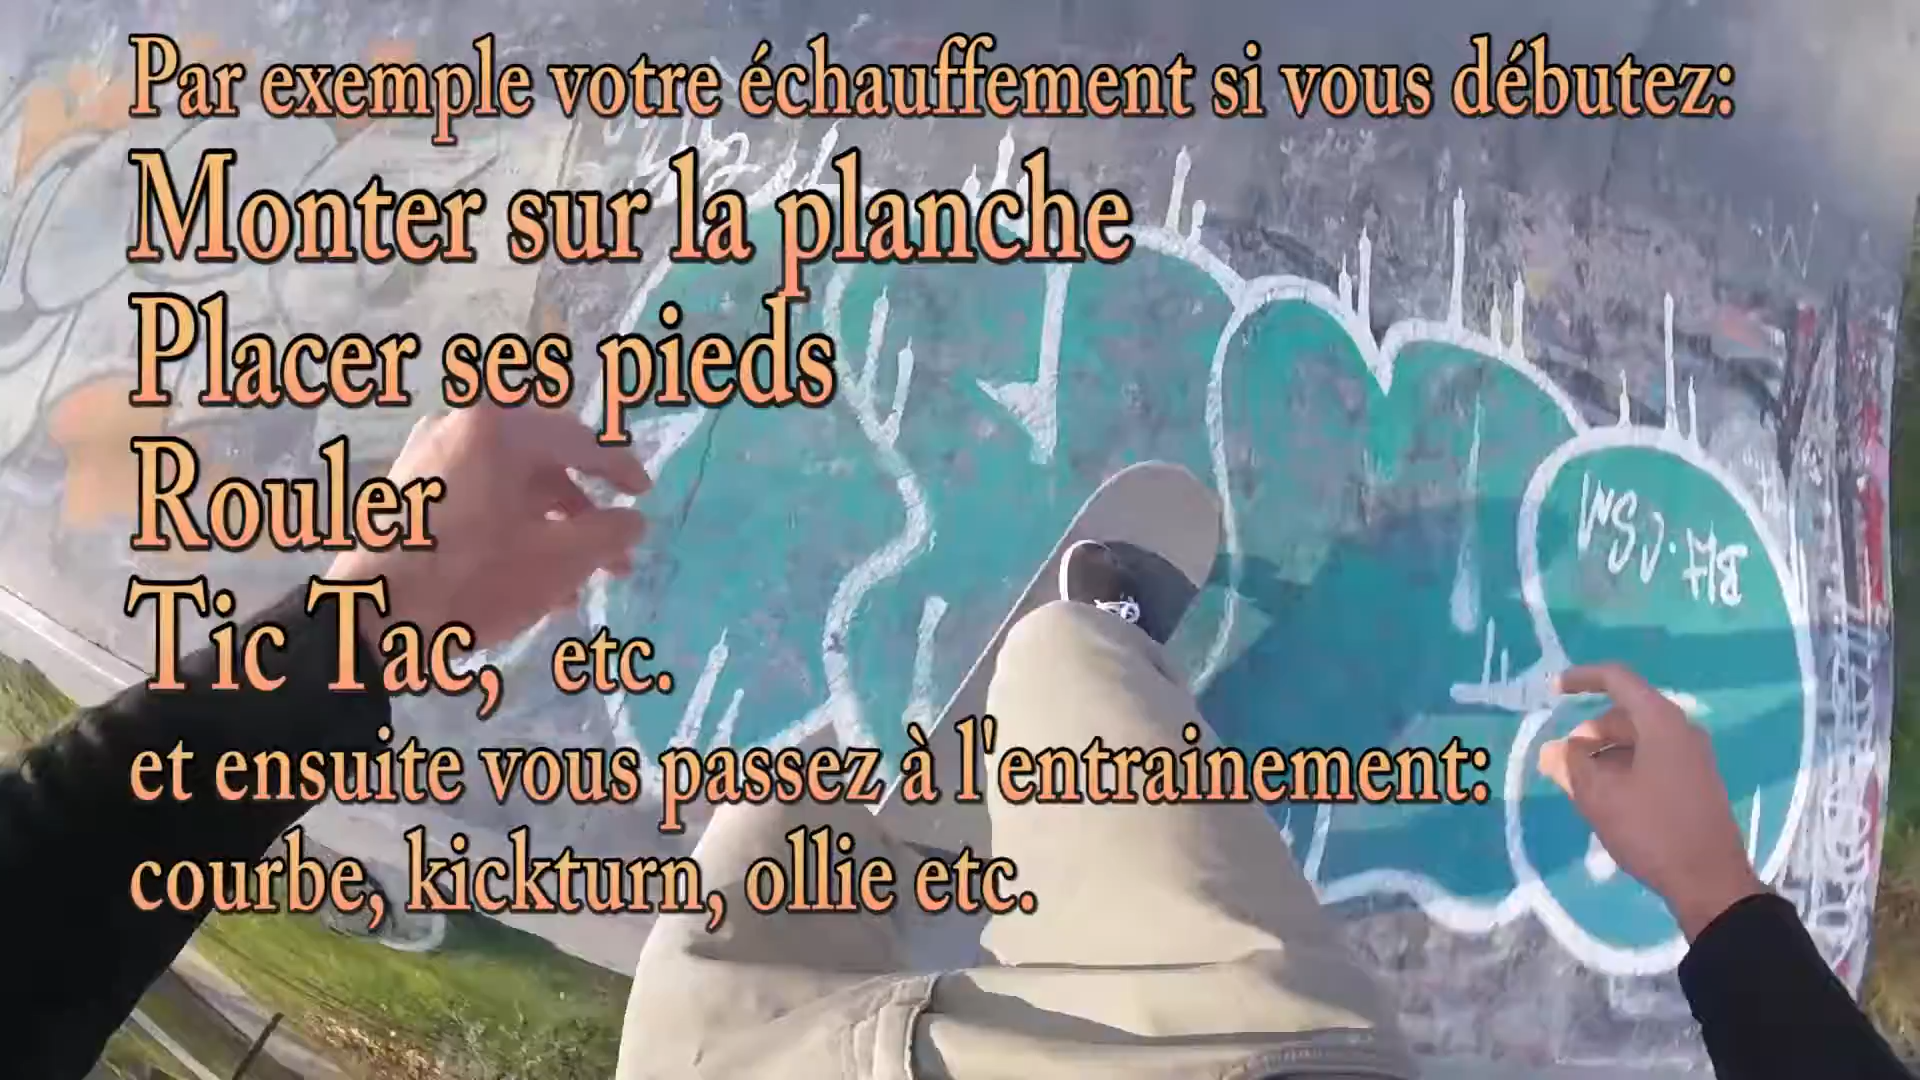 Par exemple votre échauffement si vous débutez:
Monter sur la planche
Placer ses pieds
Rouler
Tic Tac, etc.
et ensuite vous passez à l'entrainement:
courbe, kickturn, ollie etc.